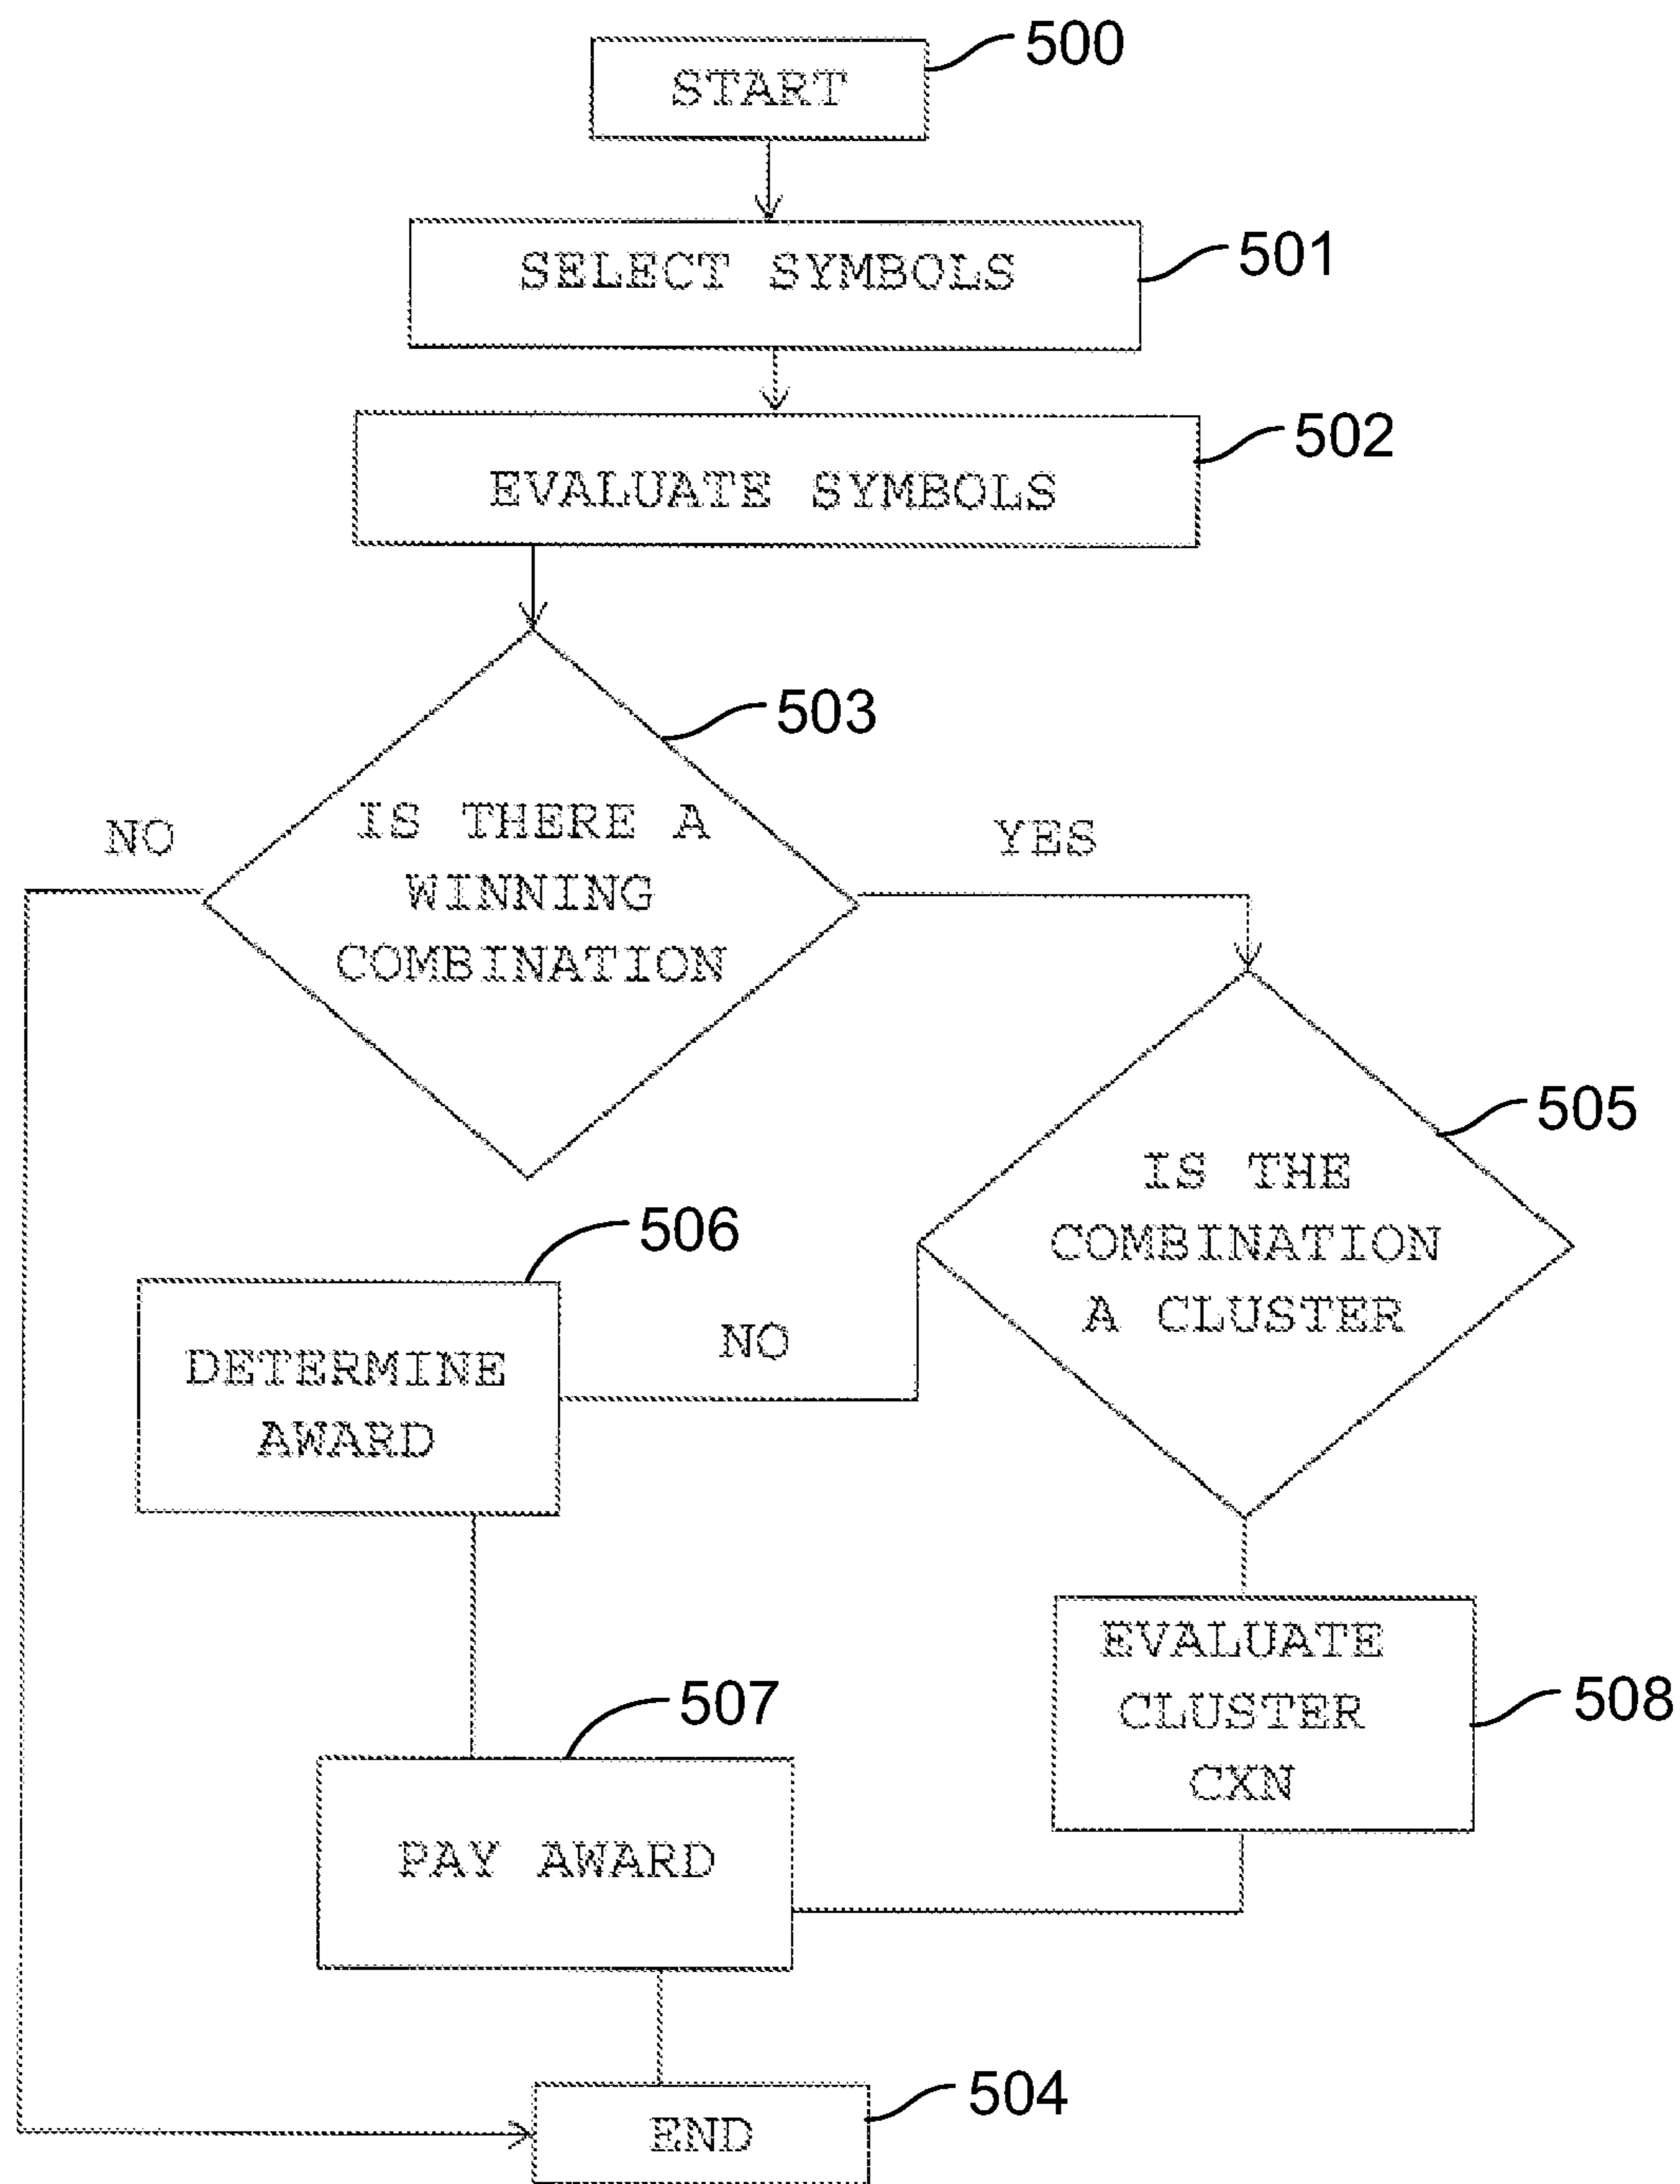 500
START
501
SELECT SYMBOLS
502
EVALUATE SYMBOLS
503
NO
IS THERE A
WINNING
COMBINATION
YES
505
IS THE
COMBINATION
A CLUSTER
506
NO
DETERMINE
AWARD
508
EVALUATE
CLUSTER
CXN
507
PAY AWARD
504
END